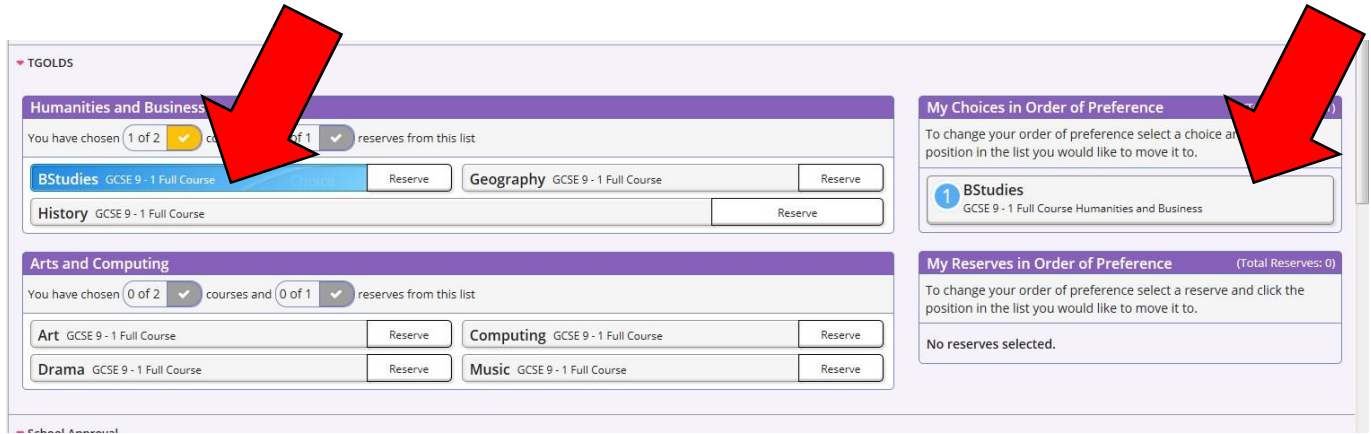 TGOLDS
Humanities and Business
You have chosen 1 of 2 of 1 reserves from this list
BStudies GCSE 9 - 1 Full Course Choice Reserve
Geography GCSE 9 - 1 Full Course Reserve
History GCSE 9 - 1 Full Course Reserve
Arts and Computing
You have chosen 0 of 2 courses and 0 of 1 reserves from this list
Art GCSE 9 - 1 Full Course Reserve
Computing GCSE 9 - 1 Full Course Reserve
Drama GCSE 9 - 1 Full Course Reserve
Music GCSE 9 - 1 Full Course Reserve
My Choices in Order of Preference
To change your order of preference select a choice
position in the list you would like to move it to.
1 BStudies
GCSE 9 - 1 Full Course Humanities and Business
My Reserves in Order of Preference (Total Reserves: 0)
To change your order of preference select a reserve and click the
position in the list you would like to move it to.
No reserves selected.
School Approval